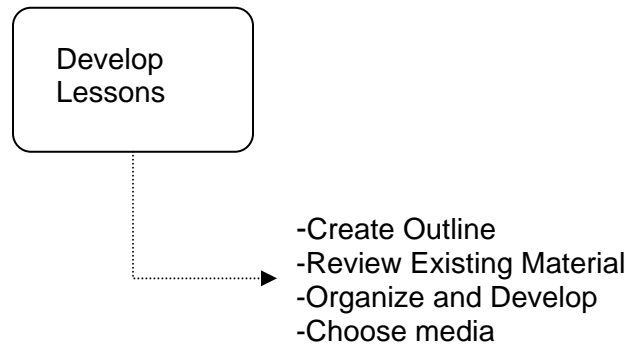 Develop
Lessons
-Create Outline
-Review Existing Material
-Organize and Develop
-Choose media